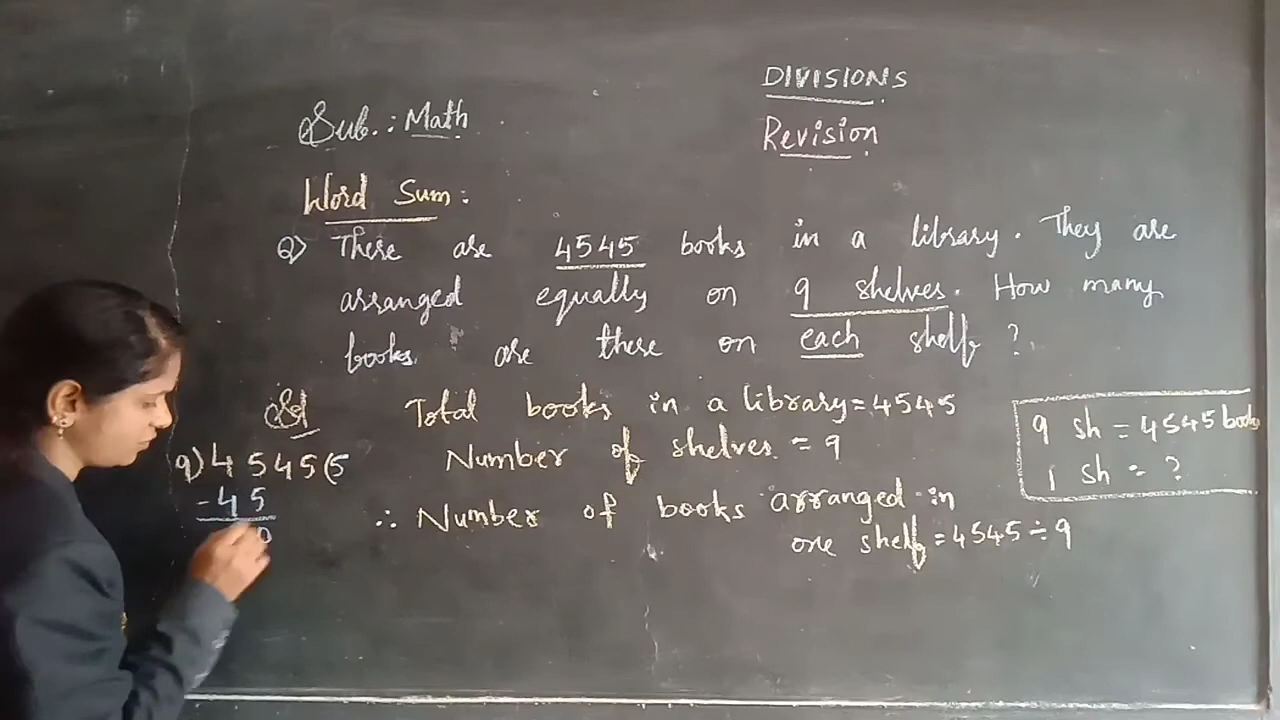 DIVISIONS
Sub.: Math
Revision
Word Sum:
Q) There are 4545 books in a library. They are
arranged equally on 9 shelves. How many
books are there on each shelf?
Sol Total books in a library = 4545
Number of shelves = 9
∴ Number of books arranged in
one shelf = 4545 ÷ 9
9)4545(5
-45
0
9 sh = 4545 books
1 sh = ?